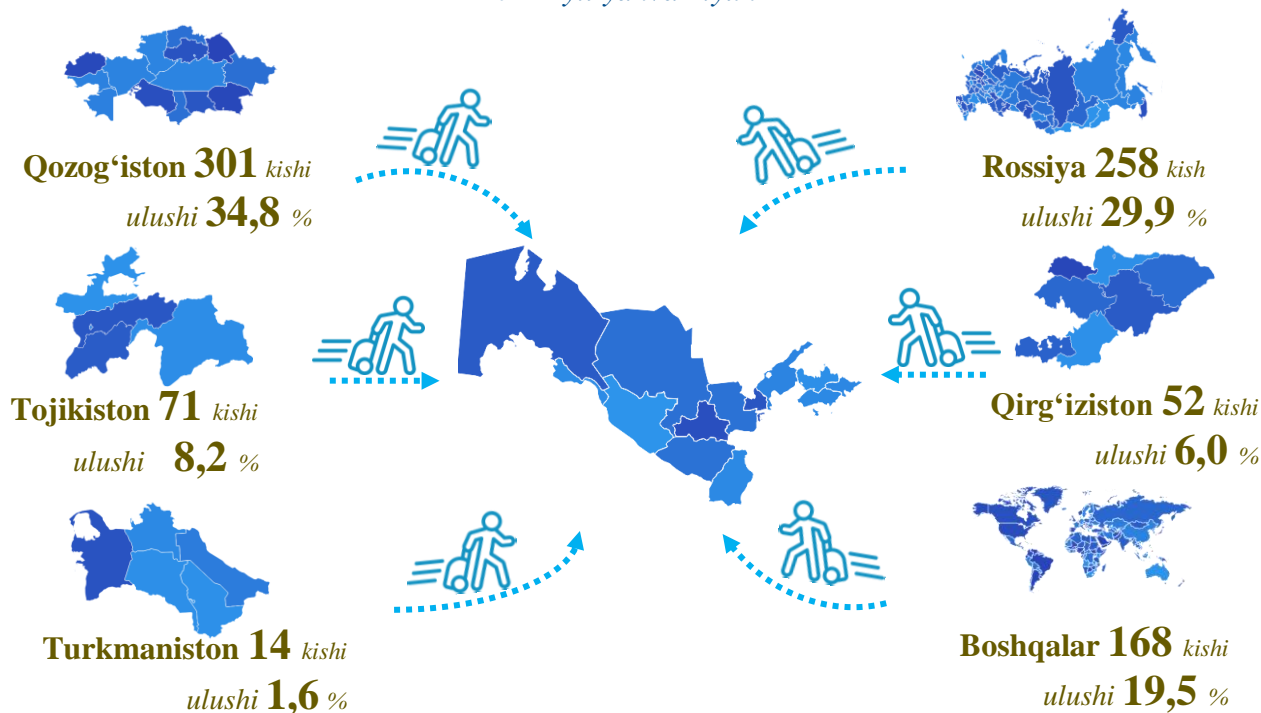 Qozog‘iston 301 kishi
ulushi 34,8 %
Rossiya 258 kish
ulushi 29,9 %
Tojikiston 71 kishi
ulushi 8,2 %
Qirg‘iziston 52 kishi
ulushi 6,0 %
Turkmaniston 14 kishi
ulushi 1,6 %
Boshqalar 168 kishi
ulushi 19,5 %